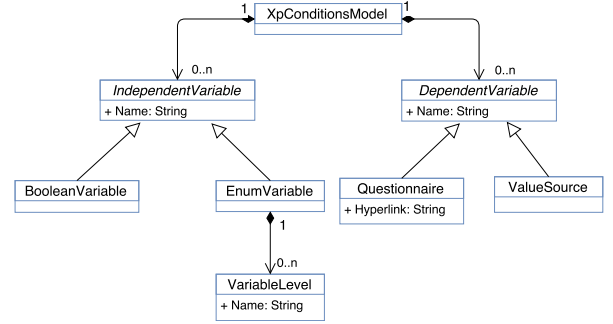 1
XpConditionsModel
1
0..n
0..n
IndependentVariable
+ Name: String
DependentVariable
+ Name: String
BooleanVariable
EnumVariable
Questionnaire
+ Hyperlink: String
ValueSource
1
0..n
VariableLevel
+ Name: String